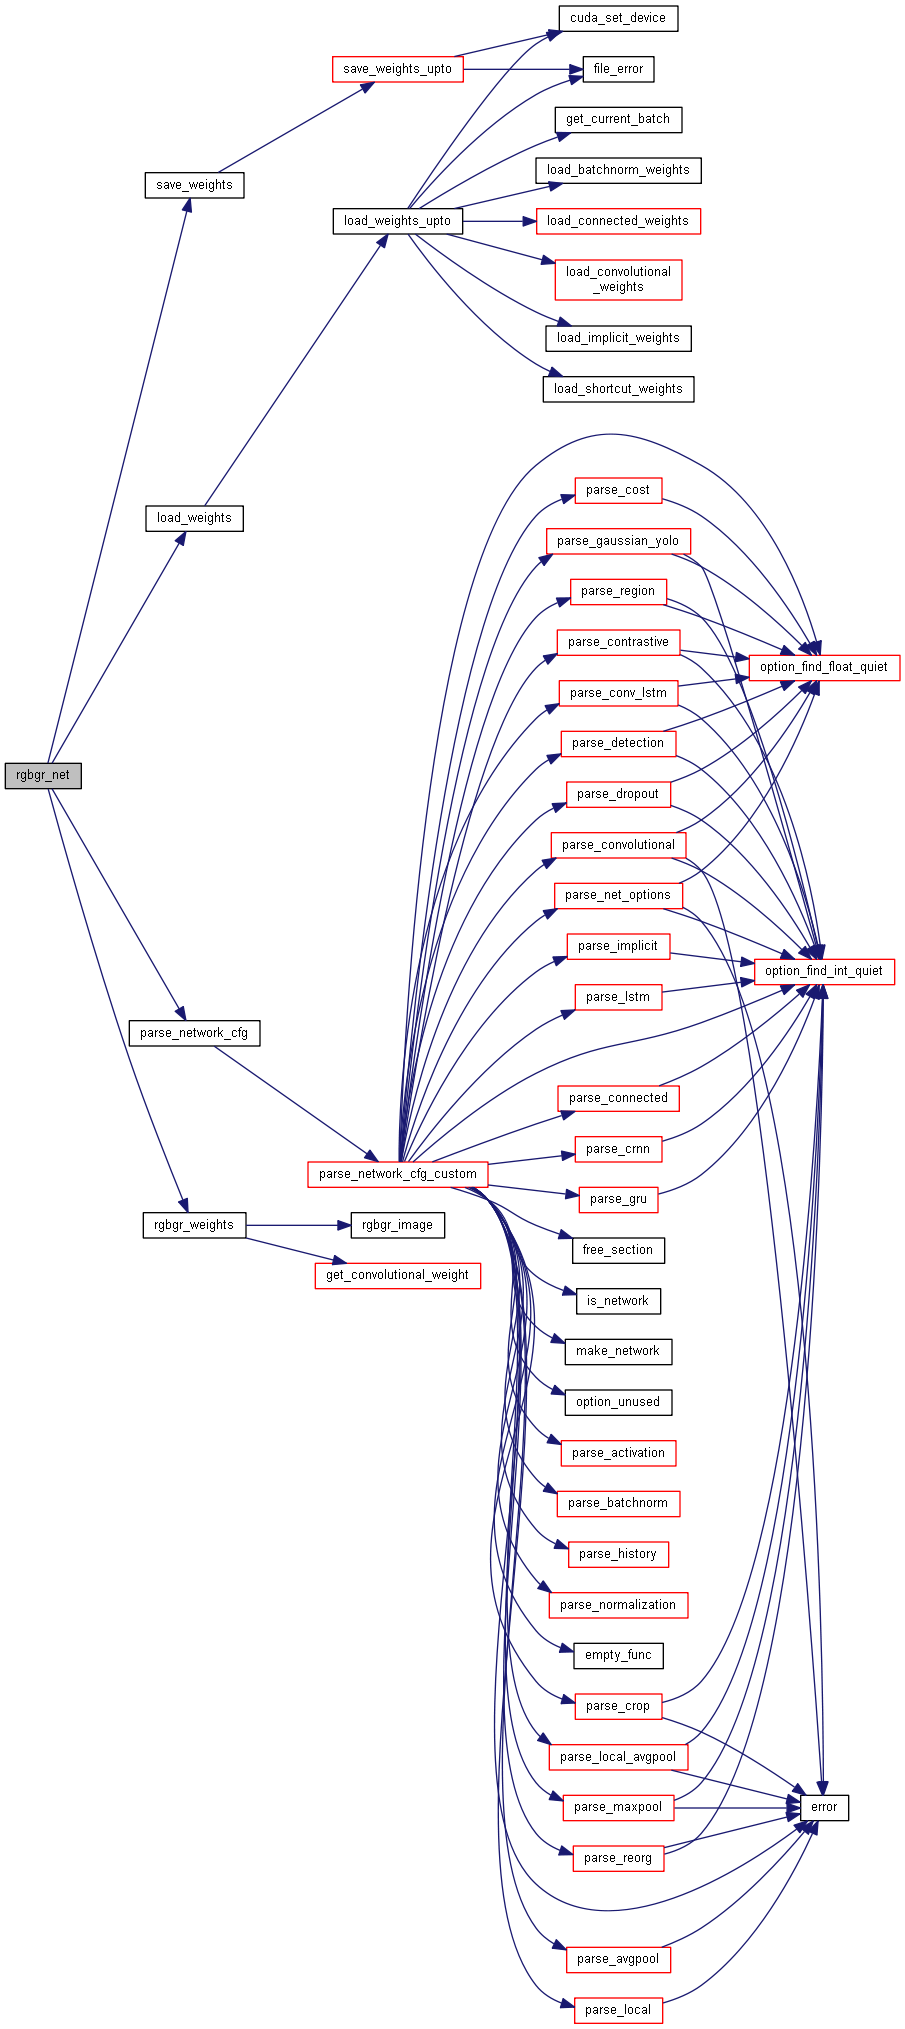 cuda_set_device
save_weights_upto
file_error
get_current_batch
load_batchnorm_weights
save_weights
load_weights_upto
load_connected_weights
load_convolutional
_weights
load_implicit_weights
load_shortcut_weights
parse_cost
load_weights
parse_gaussian_yolo
parse_region
parse_contrastive
option_find_float_quiet
parse_conv_lstm
parse_detection
rgbgr_net
parse_dropout
parse_convolutional
parse_net_options
parse_implicit
option_find_int_quiet
parse_lstm
parse_network_cfg
parse_connected
parse_crnn
parse_network_cfg_custom
parse_gru
rgbgr_weights
rgbgr_image
free_section
get_convolutional_weight
is_network
make_network
option_unused
parse_activation
parse_batchnorm
parse_history
parse_normalization
empty_func
parse_crop
parse_local_avgpool
parse_maxpool
error
parse_reorg
parse_avgpool
parse_local